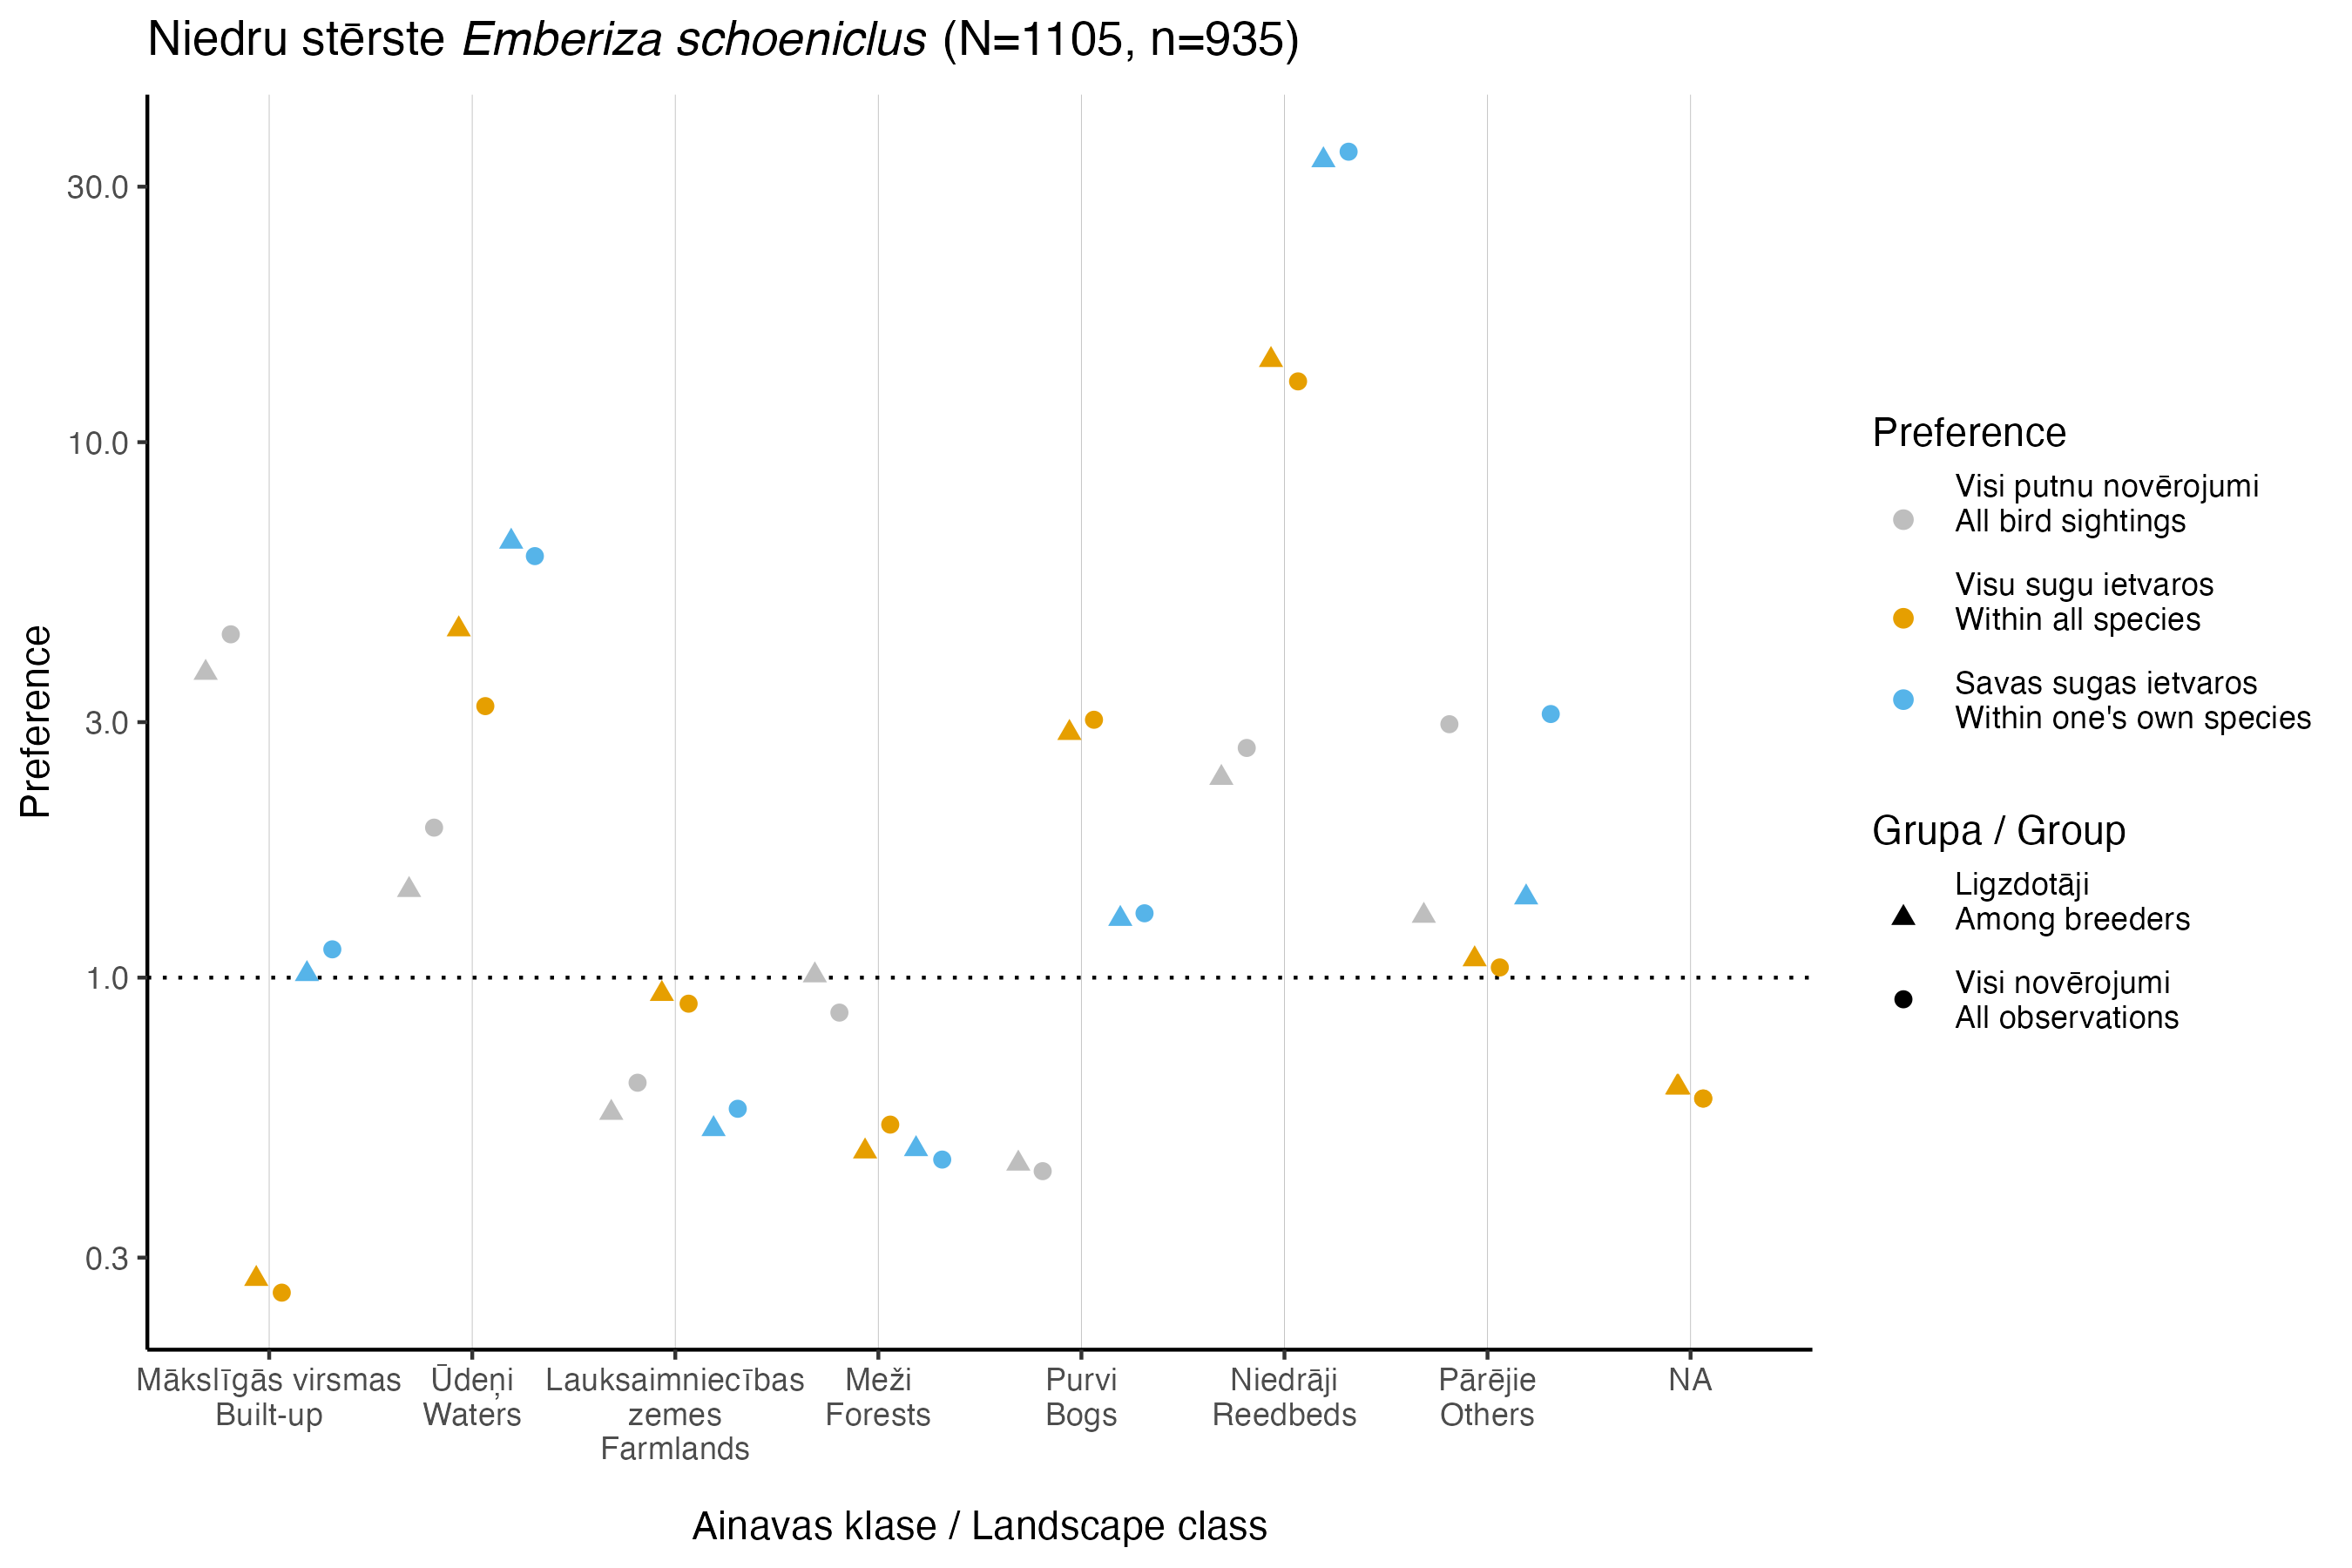 Niedru stērste Emberiza schoeniclus (N=1105, n=935)
Preference
30.0
10.0
3.0
1.0
0.3
Mākslīgās virsmas
Built-up
Ūdeņi
Waters
Lauksaimniecības
zemes
Farmlands
Meži
Forests
Purvi
Bogs
Niedrāji
Reedbeds
Pārējie
Others
NA
Ainavas klase / Landscape class
Preference
Visi putnu novērojumi
All bird sightings
Visu sugu ietvaros
Within all species
Savas sugas ietvaros
Within one's own species
Grupa / Group
Ligzdotāji
Among breeders
Visi novērojumi
All observations